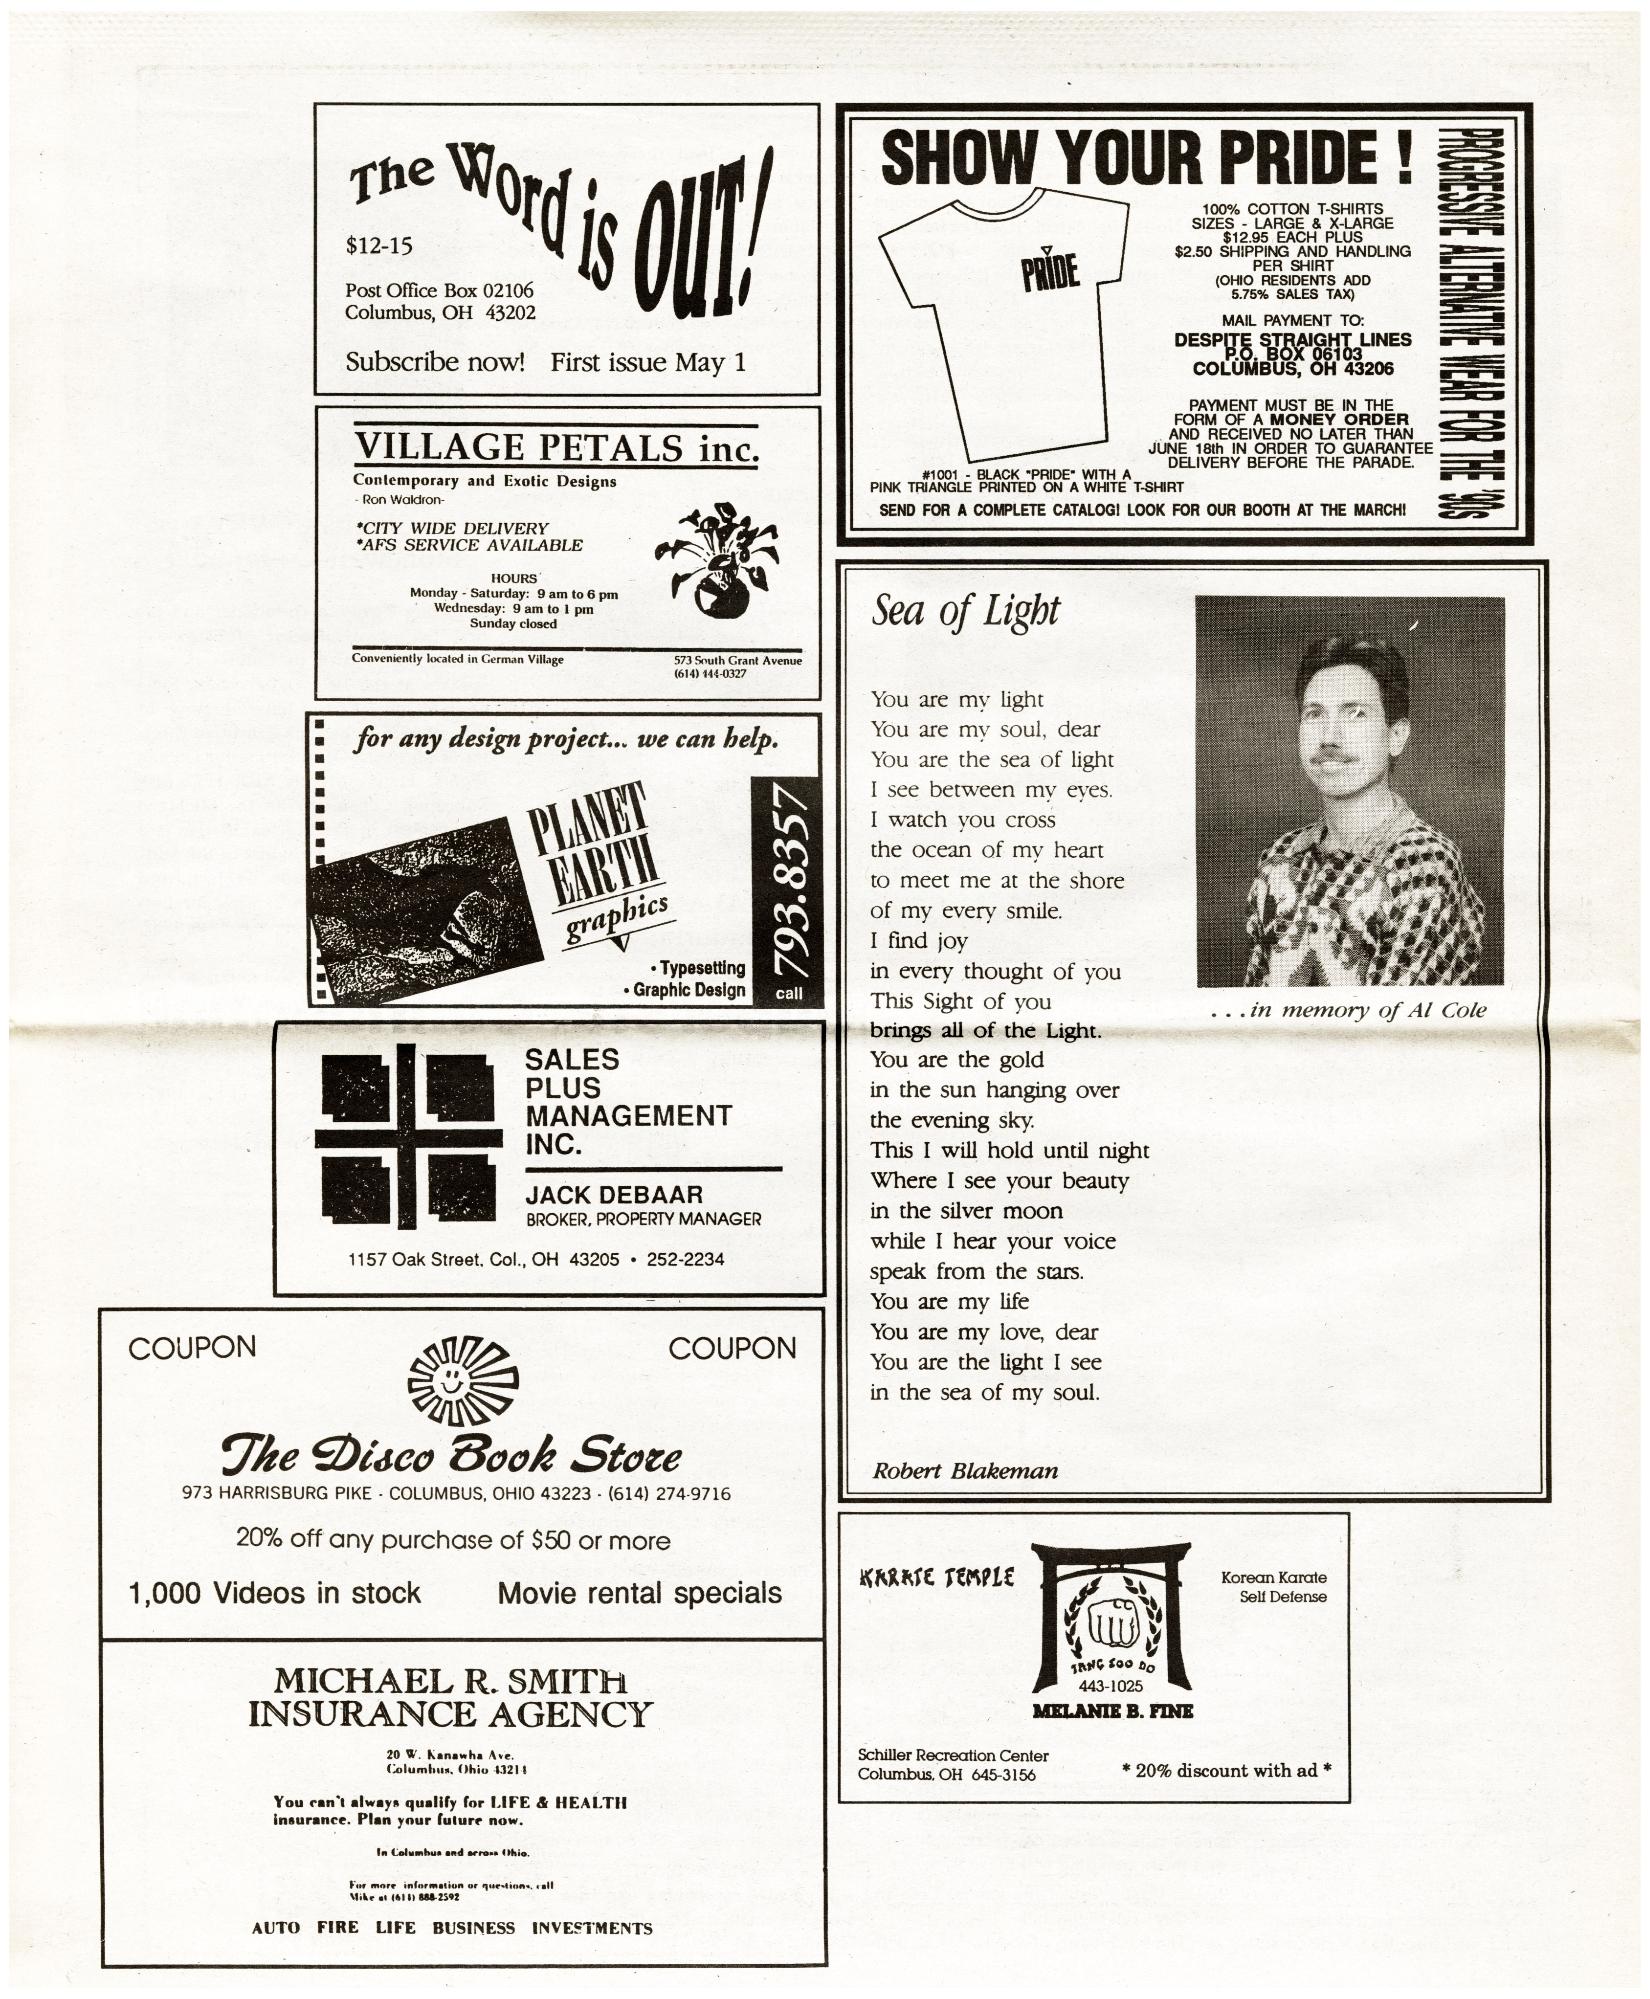 The Word is OUT!
$12-15
Post Office Box 02106
Columbus, OH 43202
Subscribe now! First issue May 1
VILLAGE PETALS inc.
Contemporary and Exotic Designs
- Ron Waldron-
*CITY WIDE DELIVERY
*AFS SERVICE AVAILABLE
HOURS
Monday - Saturday: 9 am to 6 pm
Wednesday: 9 am to 1 pm
Sunday closed
Conveniently located in German Village
573 South Grant Avenue
(614) 444-0327
for any design project... we can help.
PLANET
EARTH
graphics
• Typesetting
• Graphic Design
call
793.8357
SALES
PLUS
MANAGEMENT
INC.
JACK DEBAAR
BROKER, PROPERTY MANAGER
1157 Oak Street, Col., OH 43205 • 252-2234
COUPON
COUPON
The Disco Book Store
973 HARRISBURG PIKE - COLUMBUS, OHIO 43223 - (614) 274-9716
20% off any purchase of $50 or more
1,000 Videos in stock Movie rental specials
MICHAEL R. SMITH
INSURANCE AGENCY
20 W. Kanawha Ave.
Columbus, Ohio 43214
You can't always qualify for LIFE & HEALTH
insurance. Plan your future now.
In Columbus and across Ohio.
For more information or questions, call
Mike at (614) 888-2592
AUTO FIRE LIFE BUSINESS INVESTMENTS
SHOW YOUR PRIDE !
PRIDE
100% COTTON T-SHIRTS
SIZES - LARGE & X-LARGE
$12.95 EACH PLUS
$2.50 SHIPPING AND HANDLING
PER SHIRT
(OHIO RESIDENTS ADD
5.75% SALES TAX)
MAIL PAYMENT TO:
DESPITE STRAIGHT LINES
P.O. BOX 06103
COLUMBUS, OH 43206
PAYMENT MUST BE IN THE
FORM OF A MONEY ORDER
AND RECEIVED NO LATER THAN
JUNE 18th IN ORDER TO GUARANTEE
DELIVERY BEFORE THE PARADE.
#1001 - BLACK "PRIDE" WITH A
PINK TRIANGLE PRINTED ON A WHITE T-SHIRT
SEND FOR A COMPLETE CATALOG! LOOK FOR OUR BOOTH AT THE MARCH!
PROGRESSIVE ALTERNATIVE WEAR FOR THE '90s
Sea of Light
You are my light
You are my soul, dear
You are the sea of light
I see between my eyes.
I watch you cross
the ocean of my heart
to meet me at the shore
of my every smile.
I find joy
in every thought of you
This Sight of you
brings all of the Light.
You are the gold
in the sun hanging over
the evening sky.
This I will hold until night
Where I see your beauty
in the silver moon
while I hear your voice
speak from the stars.
You are my life
You are my love, dear
You are the light I see
in the sea of my soul.
Robert Blakeman
...in memory of Al Cole
KARATE TEMPLE
Korean Karate
Self Defense
TANG SOO DO
443-1025
MELANIE B. FINE
Schiller Recreation Center
Columbus, OH 645-3156
* 20% discount with ad *